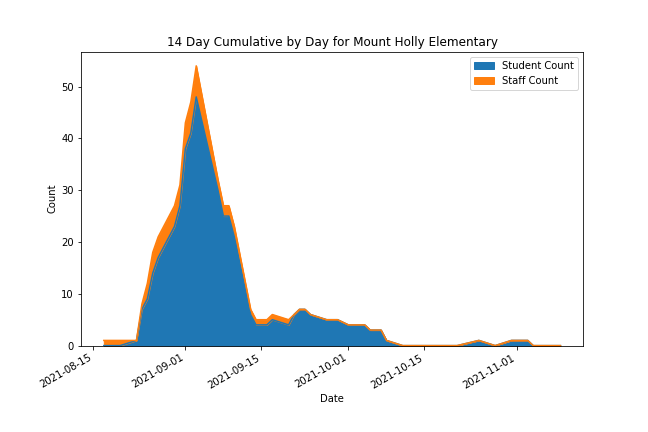 14 Day Cumulative by Day for Mount Holly Elementary
Student Count
Staff Count
Count
50
40
30
20
10
0
2021-08-15
2021-09-01
2021-09-15
2021-10-01
2021-10-15
2021-11-01
Date